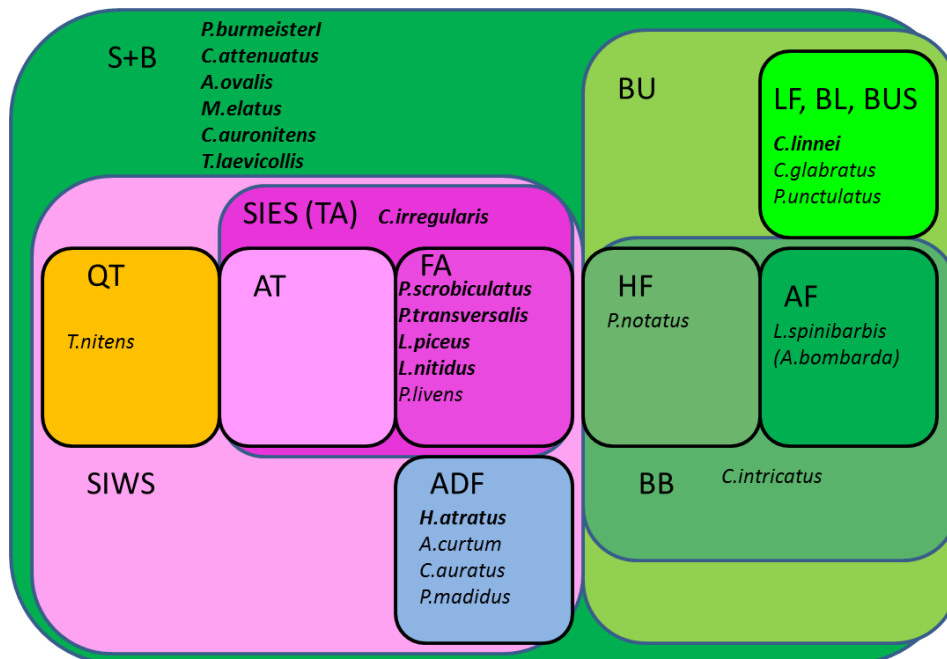 S+B
P.burmeisterI
C.attenuatus
A.ovalis
M.elatus
C.auronitens
T.laevicollis
BU
LF, BL, BUS
C.linnei
C.glabratus
P.unctulatus
SIES (TA) C.irregularis
QT
T.nitens
AT
FA
P.scrobiculatus
P.transversalis
L.piceus
L.nitidus
P.livens
HF
P.notatus
AF
L.spinibarbis
(A.bombarda)
SIWS
ADF
H.atratus
A.curtum
C.auratus
P.madidus
BB C.intricatus